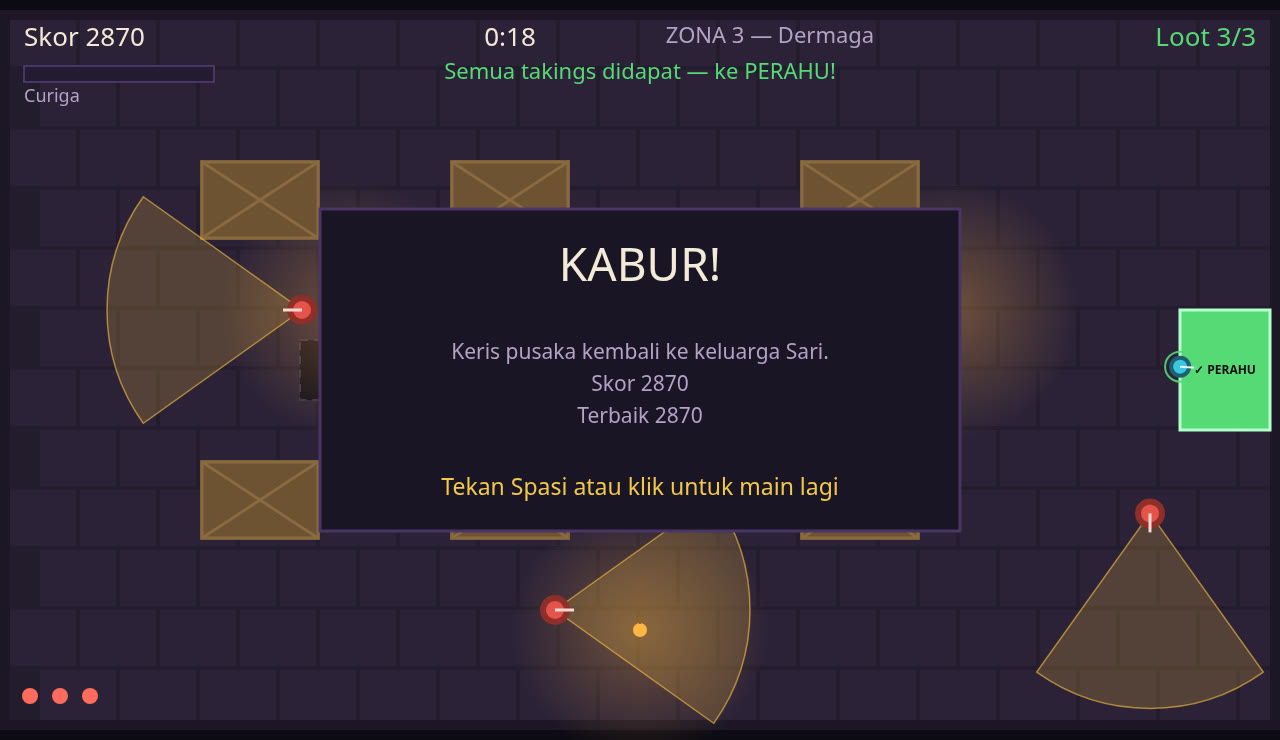 Skor 2870
0:18
ZONA 3 — Dermaga
Loot 3/3
Semua takings didapat — ke PERAHU!
Curiga
KABUR!
Keris pusaka kembali ke keluarga Sari.
Skor 2870
Terbaik 2870
✓ PERAHU
Tekan Spasi atau klik untuk main lagi